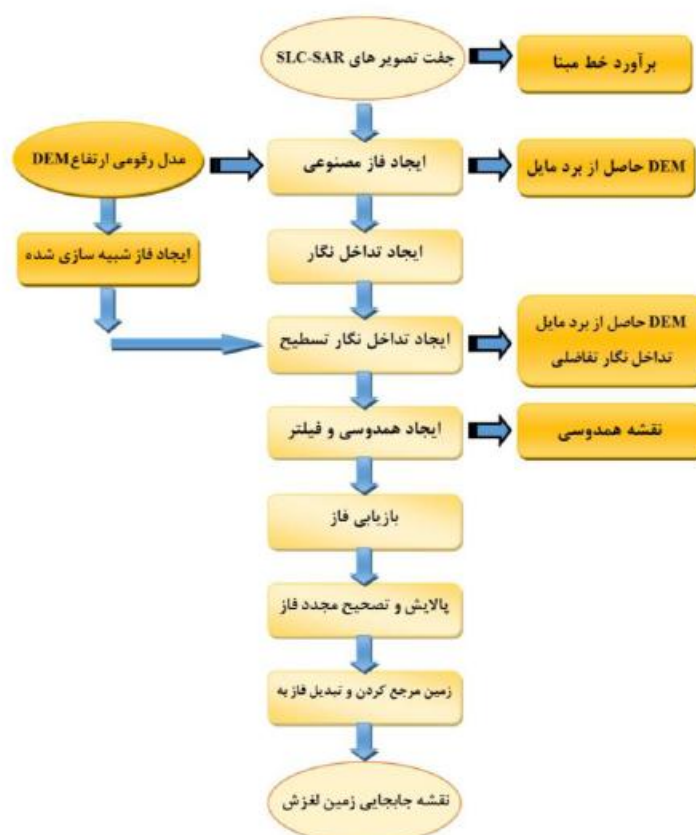 جفت تصویر های SLC-SAR
برآورد خط مبنا
مدل رقومی ارتفاع DEM
ایجاد فاز مصنوعی
DEM حاصل از برد مایل
ایجاد فاز شبیه سازی شده
ایجاد تداخل نگار
ایجاد تداخل نگار تسطیح
DEM حاصل از برد مایل
تداخل نگار تفاضلی
ایجاد همدوسی و فیلتر
نقشه همدوسی
بازیابی فاز
پالایش و تصحیح مجدد فاز
زمین مرجع کردن و تبدیل فاز به
نقشه جابجایی زمین لغزش